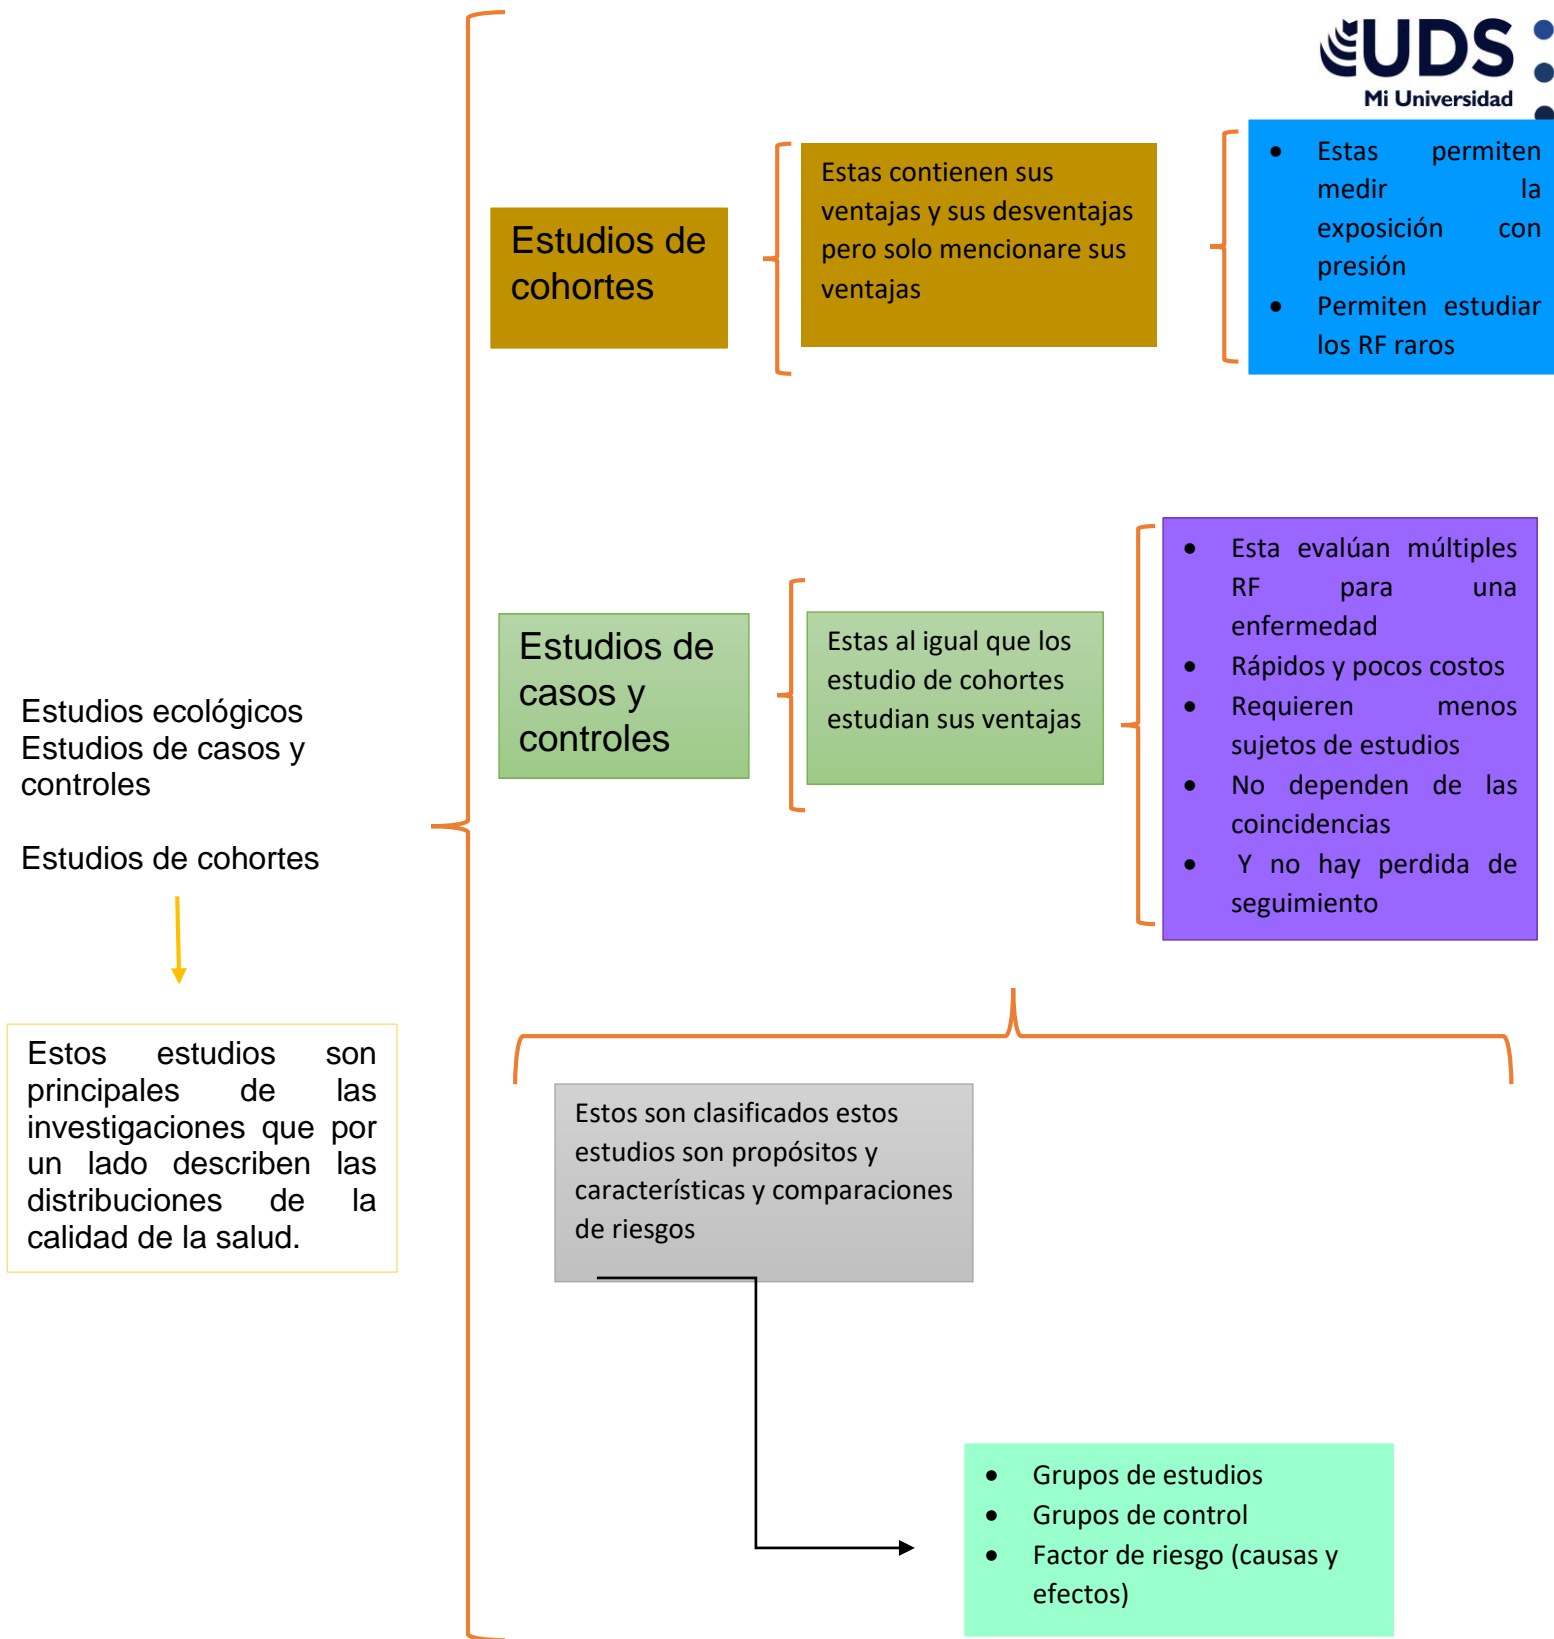 UDS
Mi Universidad
Estudios de
cohortes
Estas contienen sus
ventajas y sus desventajas
pero solo mencionare sus
ventajas
• Estas permiten
medir la
exposición con
presión
• Permiten estudiar
los RF raros
Estudios de
casos y
controles
Estas al igual que los
estudio de cohortes
estudian sus ventajas
• Esta evalúan múltiples
RF para una
enfermedad
• Rápidos y pocos costos
• Requieren menos
sujetos de estudios
• No dependen de las
coincidencias
• Y no hay perdida de
seguimiento
Estudios ecológicos
Estudios de casos y
controles
Estudios de cohortes
Estos estudios son
principales de las
investigaciones que por
un lado describen las
distribuciones de la
calidad de la salud.
Estos son clasificados estos
estudios son propósitos y
características y comparaciones
de riesgos
• Grupos de estudios
• Grupos de control
• Factor de riesgo (causas y
efectos)